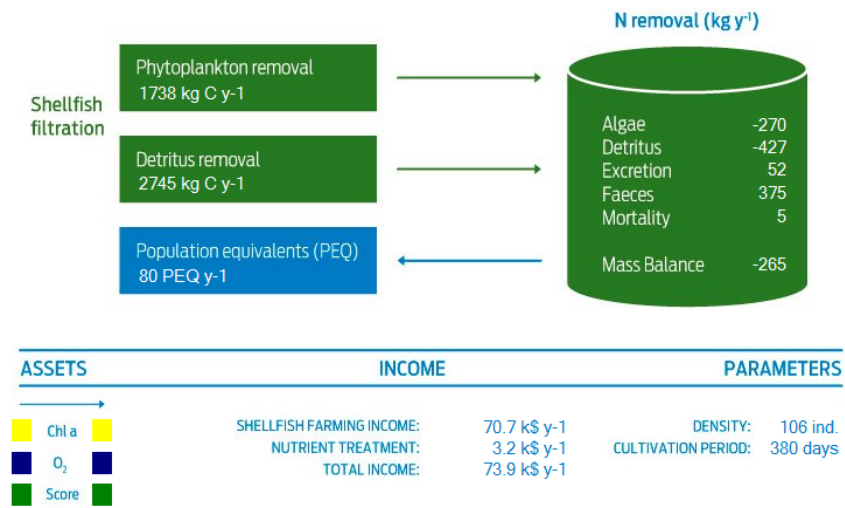 N removal (kg y⁻¹)
Shellfish
filtration
Phytoplankton removal
1738 kg C y-1
Detritus removal
2745 kg C y-1
Population equivalents (PEQ)
80 PEQ y-1
Algae -270
Detritus -427
Excretion 52
Faeces 375
Mortality 5
Mass Balance -265
ASSETS INCOME PARAMETERS
Chl a
O₂
Score
SHELLFISH FARMING INCOME: 70.7 k$ y-1
NUTRIENT TREATMENT: 3.2 k$ y-1
TOTAL INCOME: 73.9 k$ y-1
DENSITY: 106 ind.
CULTIVATION PERIOD: 380 days